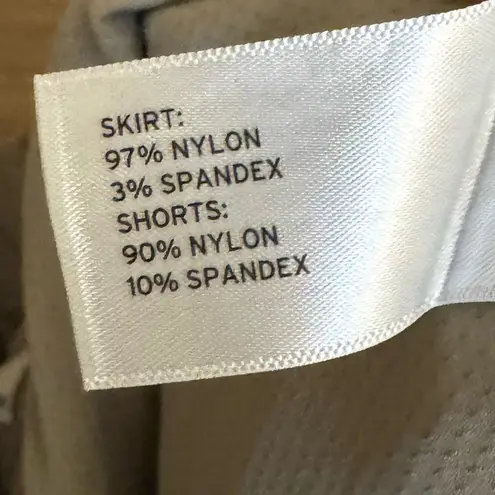 SKIRT:
97% NYLON
3% SPANDEX
SHORTS:
90% NYLON
10% SPANDEX